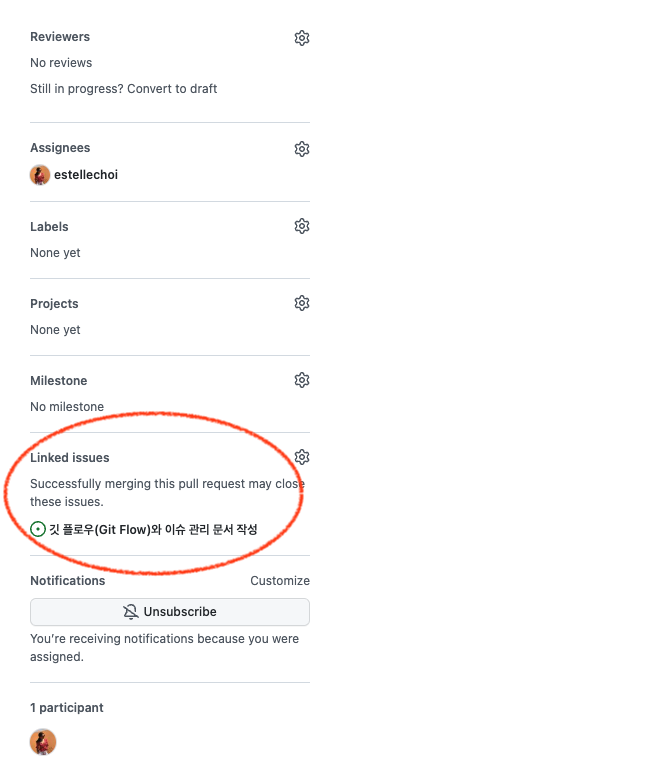 Reviewers
No reviews
Still in progress? Convert to draft
Assignees
estellechoi
Labels
None yet
Projects
None yet
Milestone
No milestone
Linked issues
Successfully merging this pull request may close
these issues.
깃 플로우(Git Flow)와 이슈 관리 문서 작성
Notifications Customize
Unsubscribe
You’re receiving notifications because you were
assigned.
1 participant